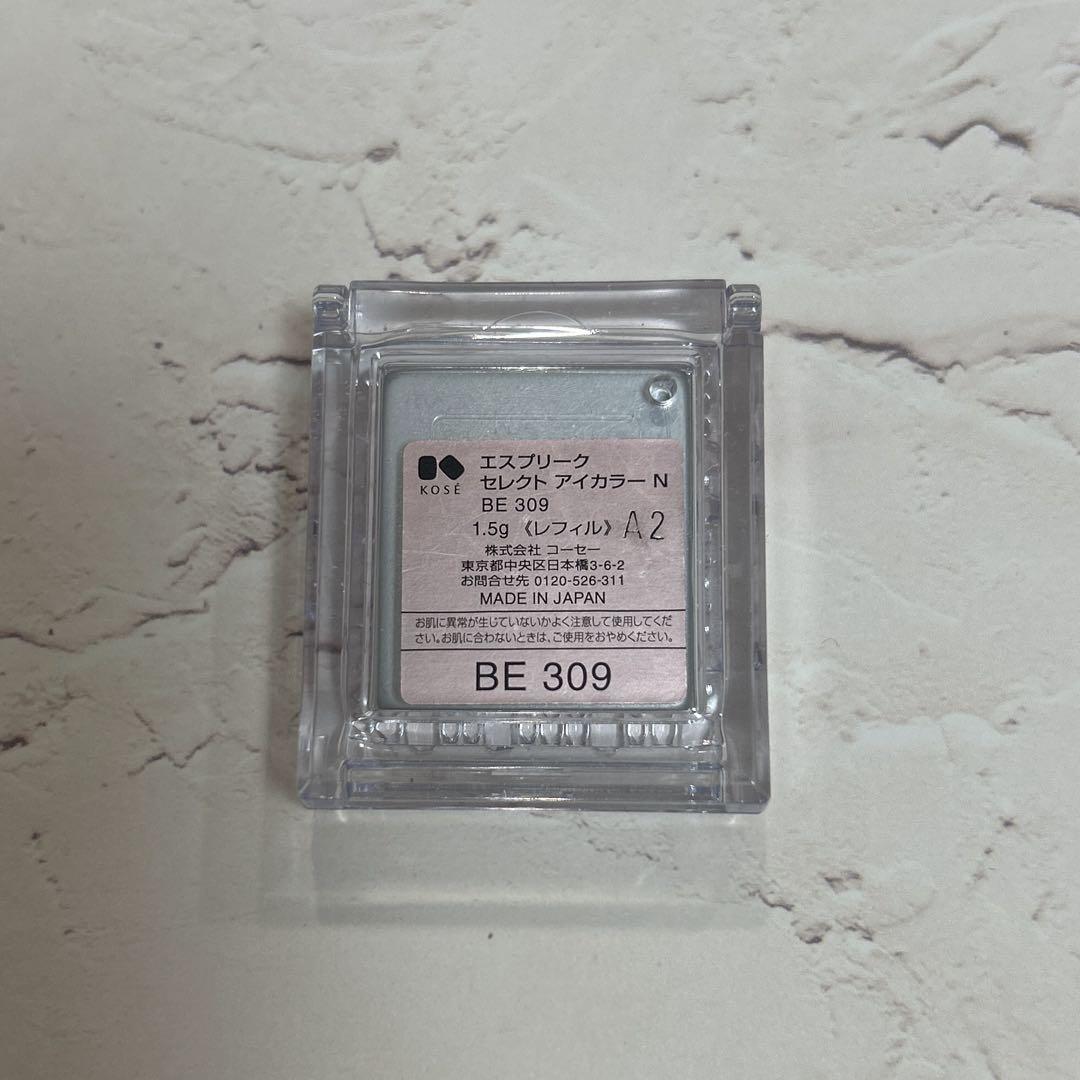 KOSÉ
エスプリーク
セレクト アイカラー N
BE 309
1.5g 《レフィル》 A2
株式会社 コーセー
東京都中央区日本橋3-6-2
お問合せ先 0120-526-311
MADE IN JAPAN
お肌に異常が生じていないかよく注意して使用してくだ
さい。お肌に合わないときは、ご使用をおやめください。
BE 309